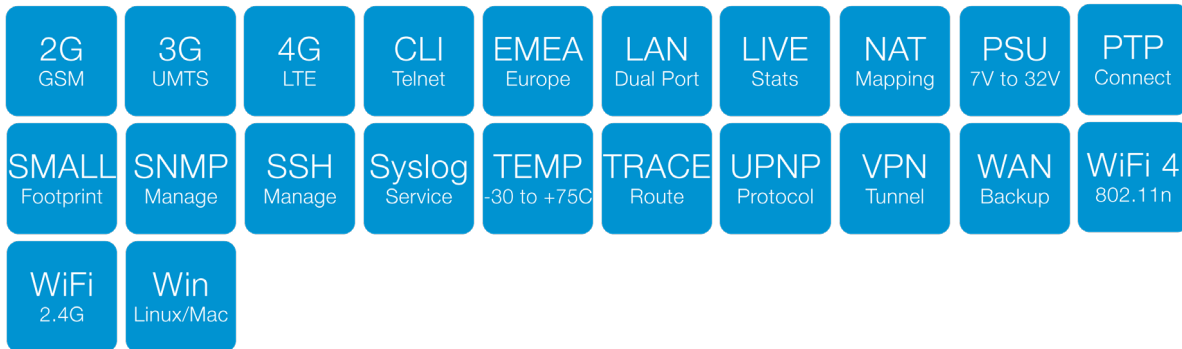 2G
GSM
3G
UMTS
4G
LTE
CLI
Telnet
EMEA
Europe
LAN
Dual Port
LIVE
Stats
NAT
Mapping
PSU
7V to 32V
PTP
Connect
SMALL
Footprint
SNMP
Manage
SSH
Manage
Syslog
Service
TEMP
-30 to +75C
TRACE
Route
UPNP
Protocol
VPN
Tunnel
WAN
Backup
WiFi 4
802.11n
WiFi
2.4G
Win
Linux/Mac